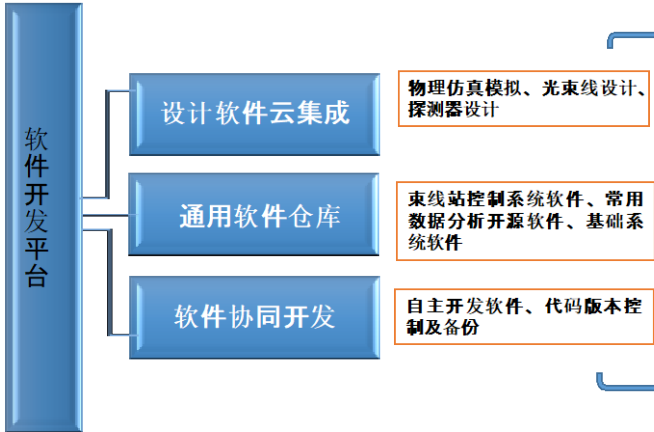 软件开发平台
设计软件云集成
物理仿真模拟、光束线设计、
探测器设计
通用软件仓库
束线站控制系统软件、常用
数据分析开源软件、基础系
统软件
软件协同开发
自主开发软件、代码版本控
制及备份